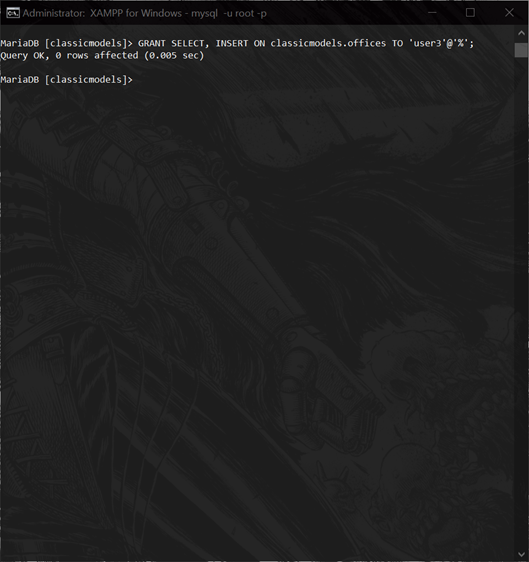 Administrator: XAMPP for Windows - mysql -u root -p
MariaDB [classicmodels]> GRANT SELECT, INSERT ON classicmodels.offices TO 'user3'@'%';
Query OK, 0 rows affected (0.005 sec)
MariaDB [classicmodels]>